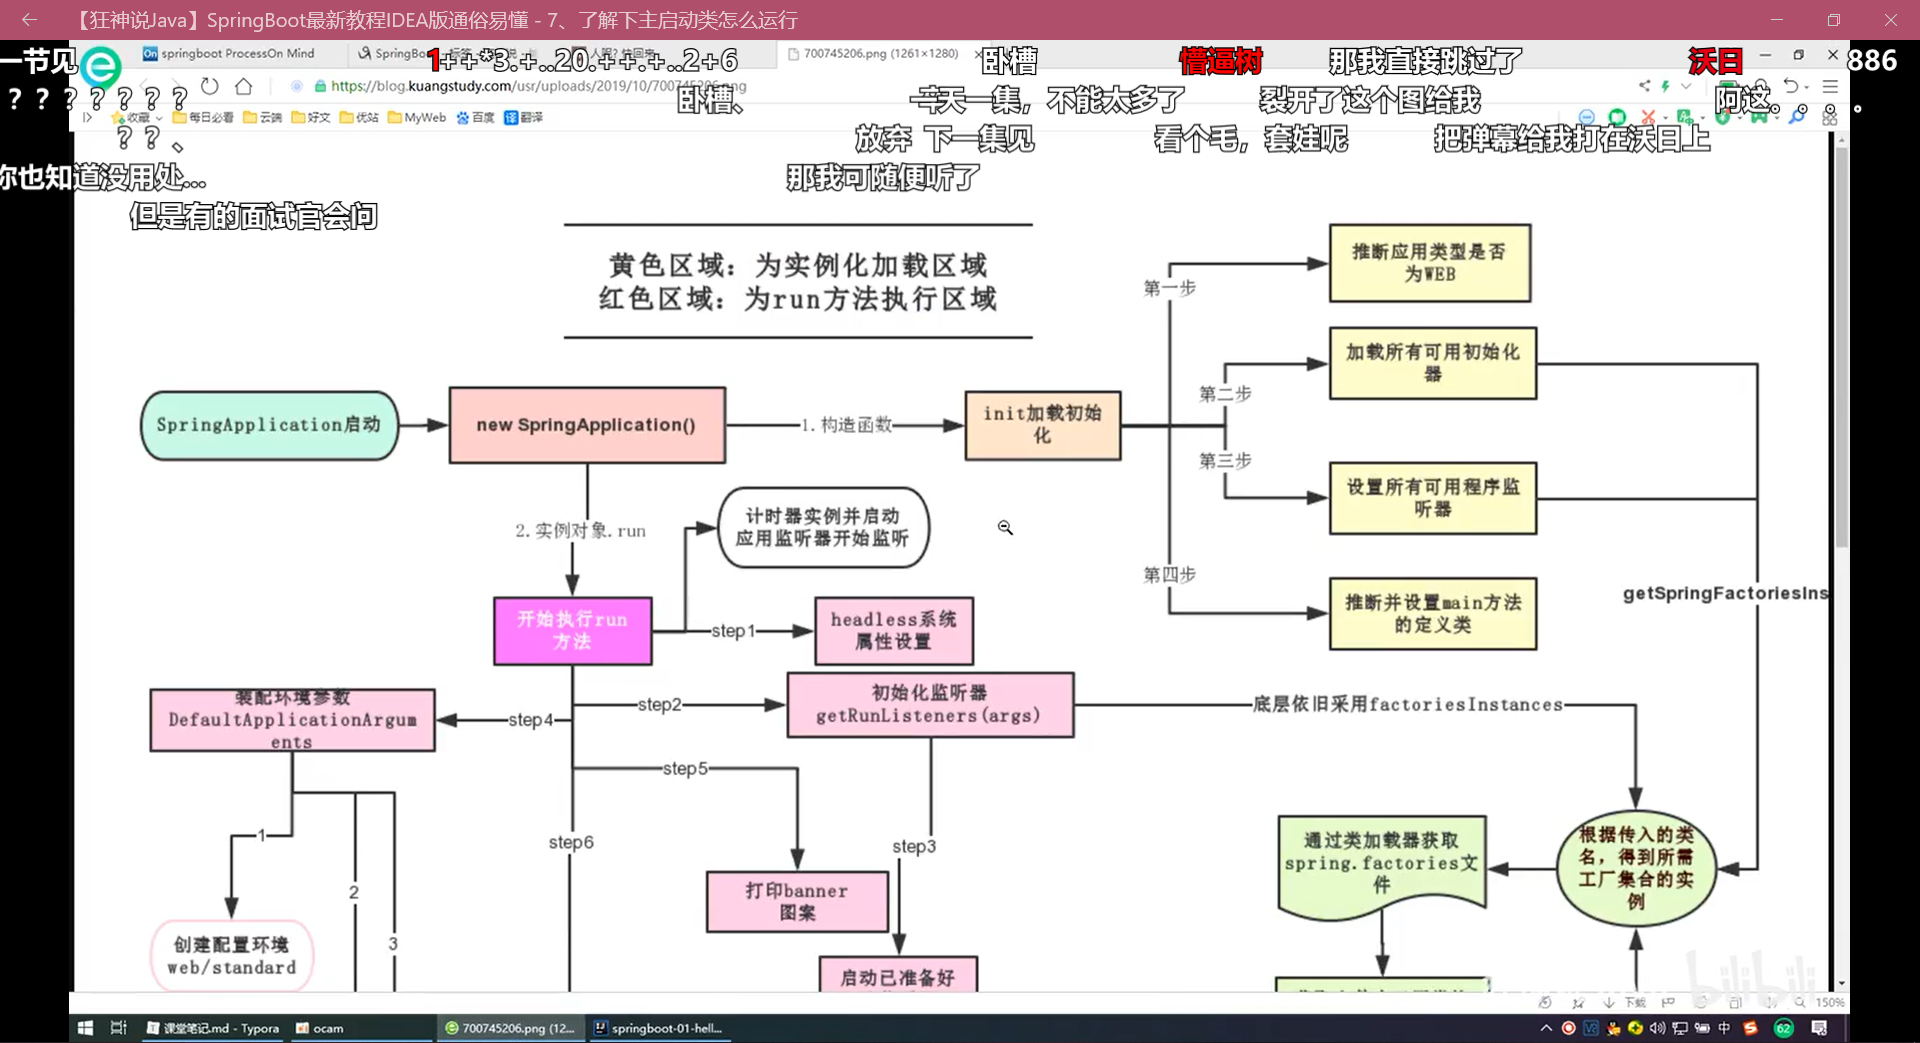 【狂神说Java】SpringBoot最新教程IDEA版通俗易懂 - 7、了解下主启动类怎么运行
springboot ProcessOn Mind
SpringBo
人呢？快回来
700745206.png (1261×1280)
一节见
1++*3.+..20.++.+..2+6
卧槽
懵逼树
那我直接跳过了
沃日
886
https://blog.kuangstudy.com/usr/uploads/2019/10/700745206.png
？？？？？？？
卧槽、
一天一集，不能太多了
裂开了这个图给我
阿这。。。。
收藏
每日必看
云端
好文
优站
MyWeb
百度
翻译
？？、
放弃 下一集见
看个毛，套娃呢
把弹幕给我打在沃日上
你也知道没用处...
那我可随便听了
但是有的面试官会问
黄色区域：为实例化加载区域
红色区域：为run方法执行区域
SpringApplication启动
new SpringApplication()
1.构造函数
init加载初始
化
第一步
推断应用类型是否
为WEB
第二步
加载所有可用初始化
器
第三步
设置所有可用程序监
听器
第四步
推断并设置main方法
的定义类
getSpringFactoriesIns
2.实例对象.run
计时器实例并启动
应用监听器开始监听
开始执行run
方法
step1
headless系统
属性设置
step2
初始化监听器
getRunListeners(args)
底层依旧采用factoriesInstances
step4
装配环境参数
DefaultApplicationArgum
ents
step5
step6
step3
1
2
3
创建配置环境
web/standard
打印banner
图案
启动已准备好
通过类加载器获取
spring.factories文
件
根据传入的类
名，得到所需
工厂集合的实
例
bilibili
下载
150%
课堂笔记.md - Typora
ocam
700745206.png (12...
springboot-01-hell...
中
62